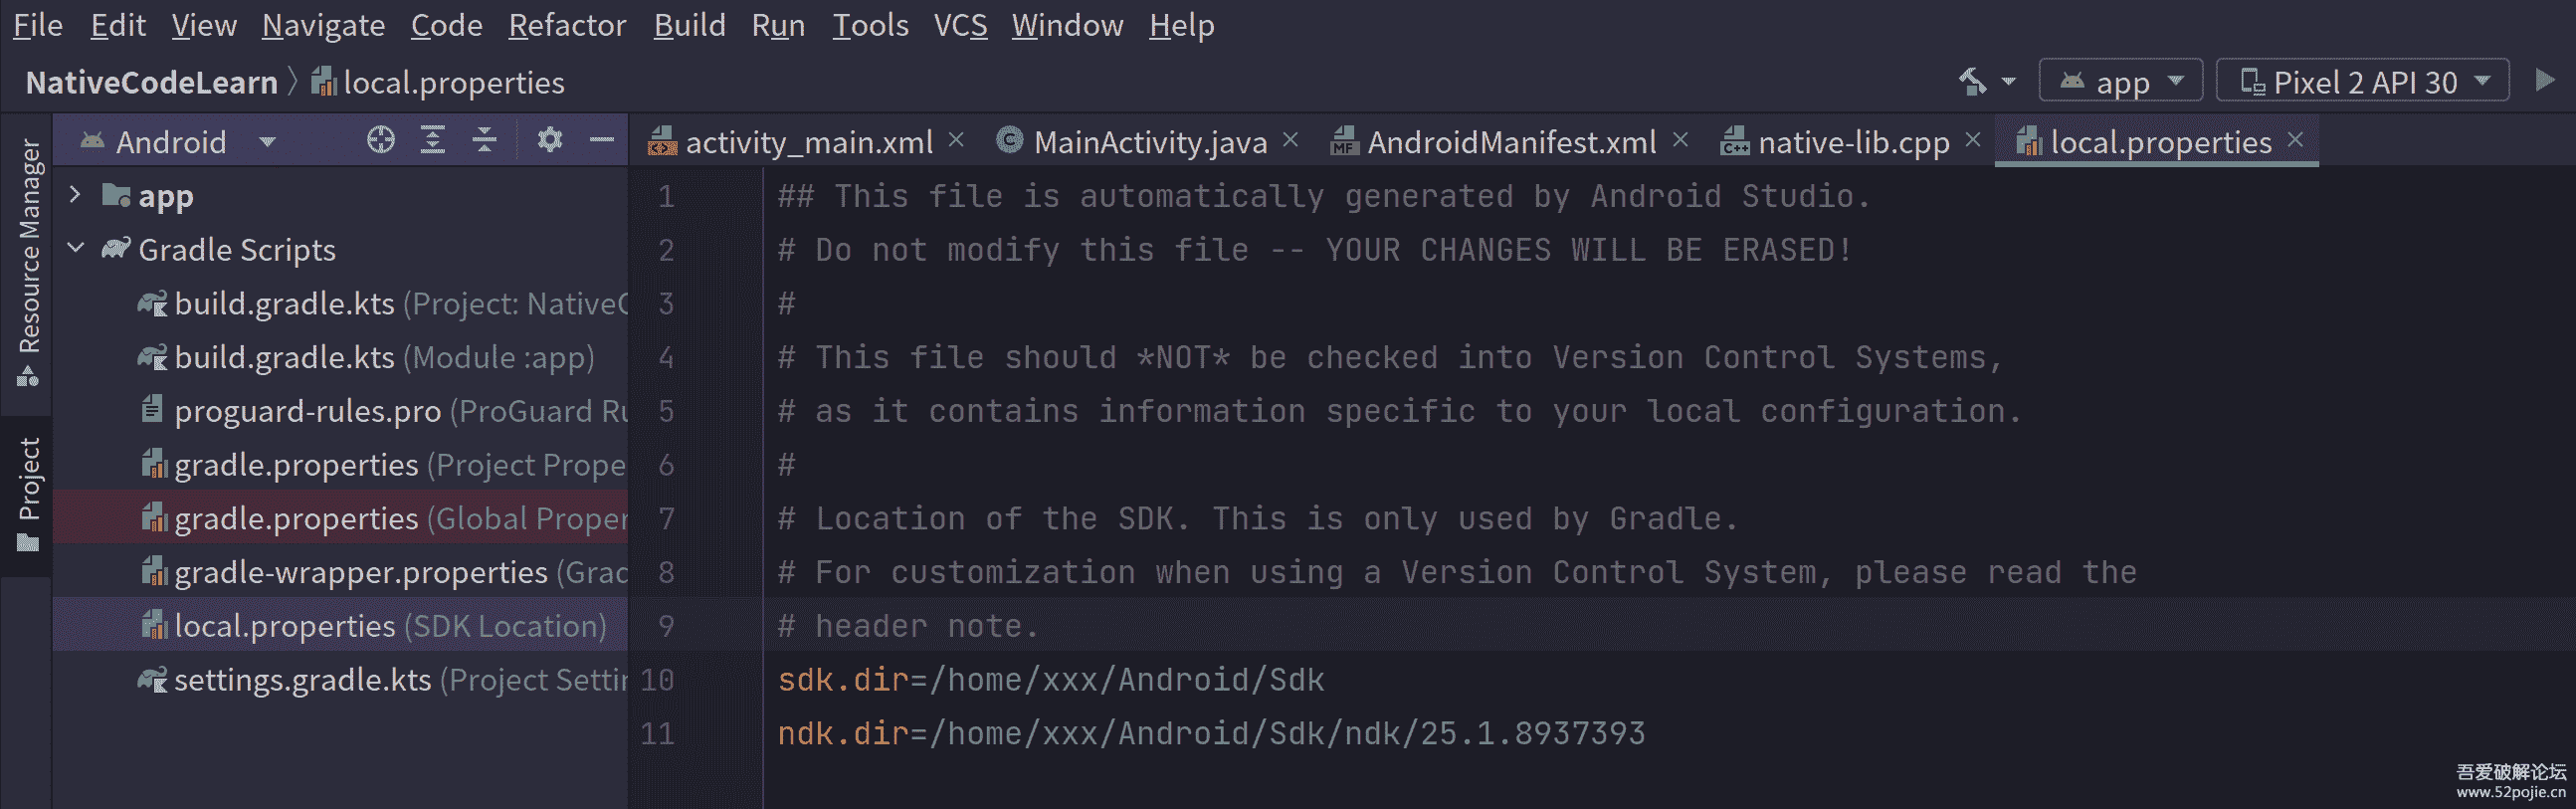 File Edit View Navigate Code Refactor Build Run Tools VCS Window Help
NativeCodeLearn 〉 local.properties
app
Pixel 2 API 30
Resource Manager
Project
Android
app
Gradle Scripts
build.gradle.kts (Project: NativeC
build.gradle.kts (Module :app)
proguard-rules.pro (ProGuard Ru
gradle.properties (Project Prope
gradle.properties (Global Proper
gradle-wrapper.properties (Grad
local.properties (SDK Location)
settings.gradle.kts (Project Settin
activity_main.xml MainActivity.java AndroidManifest.xml native-lib.cpp local.properties
1 ## This file is automatically generated by Android Studio.
2 # Do not modify this file -- YOUR CHANGES WILL BE ERASED!
3 #
4 # This file should *NOT* be checked into Version Control Systems,
5 # as it contains information specific to your local configuration.
6 #
7 # Location of the SDK. This is only used by Gradle.
8 # For customization when using a Version Control System, please read the
9 # header note.
10 sdk.dir=/home/xxx/Android/Sdk
11 ndk.dir=/home/xxx/Android/Sdk/ndk/25.1.8937393
吾爱破解论坛
www.52pojie.cn